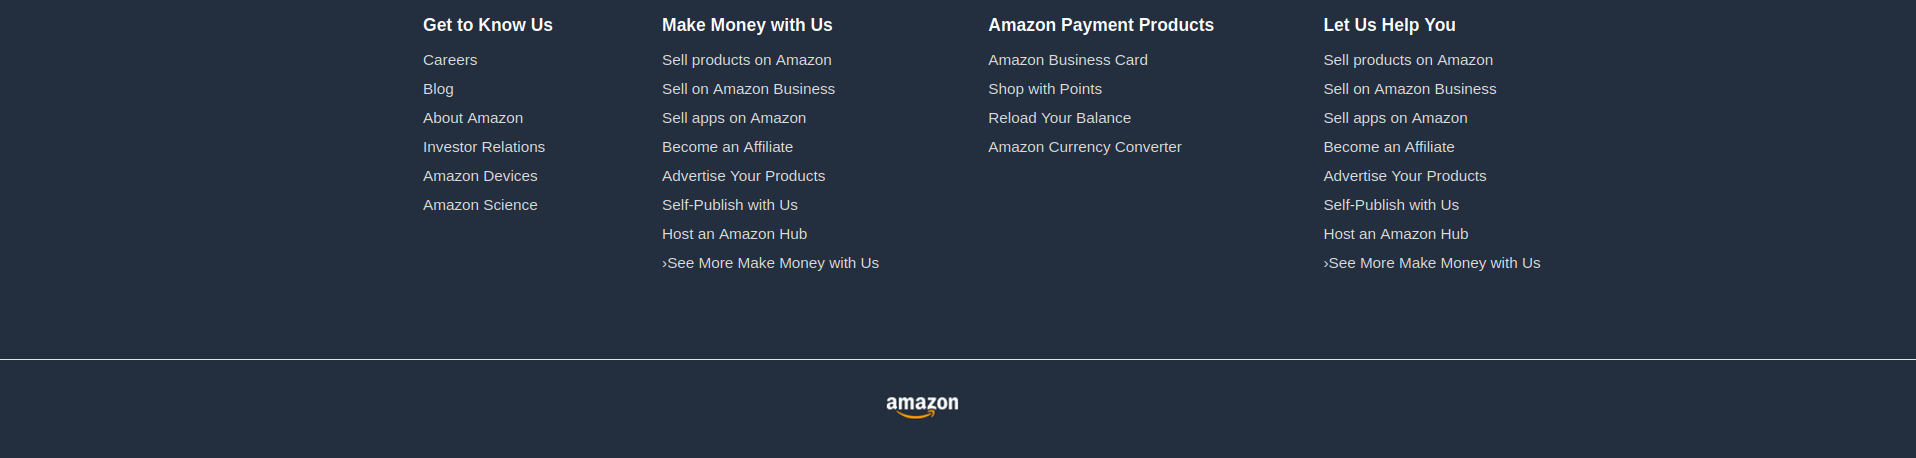 Get to Know Us
Careers
Blog
About Amazon
Investor Relations
Amazon Devices
Amazon Science
Make Money with Us
Sell products on Amazon
Sell on Amazon Business
Sell apps on Amazon
Become an Affiliate
Advertise Your Products
Self-Publish with Us
Host an Amazon Hub
›See More Make Money with Us
Amazon Payment Products
Amazon Business Card
Shop with Points
Reload Your Balance
Amazon Currency Converter
Let Us Help You
Sell products on Amazon
Sell on Amazon Business
Sell apps on Amazon
Become an Affiliate
Advertise Your Products
Self-Publish with Us
Host an Amazon Hub
›See More Make Money with Us
amazon